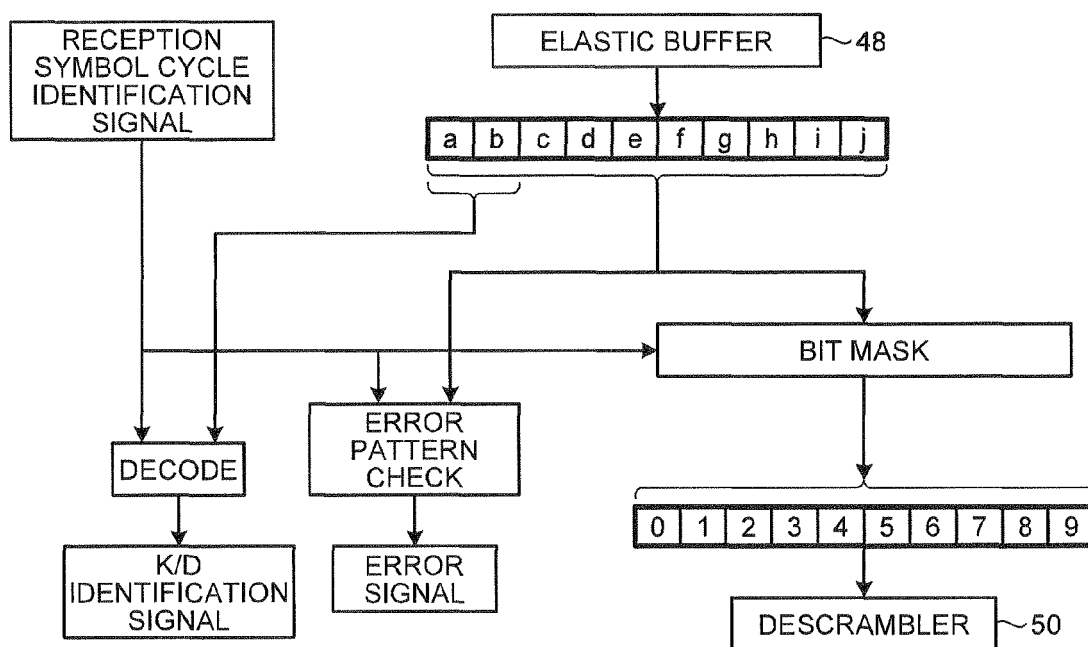 RECEPTION
SYMBOL CYCLE
IDENTIFICATION
SIGNAL
ELASTIC BUFFER ~48
a b c d e f g h i j
BIT MASK
ERROR
PATTERN
CHECK
DECODE
0 1 2 3 4 5 6 7 8 9
K/D
IDENTIFICATION
SIGNAL
ERROR
SIGNAL
DESCRAMBLER ~50